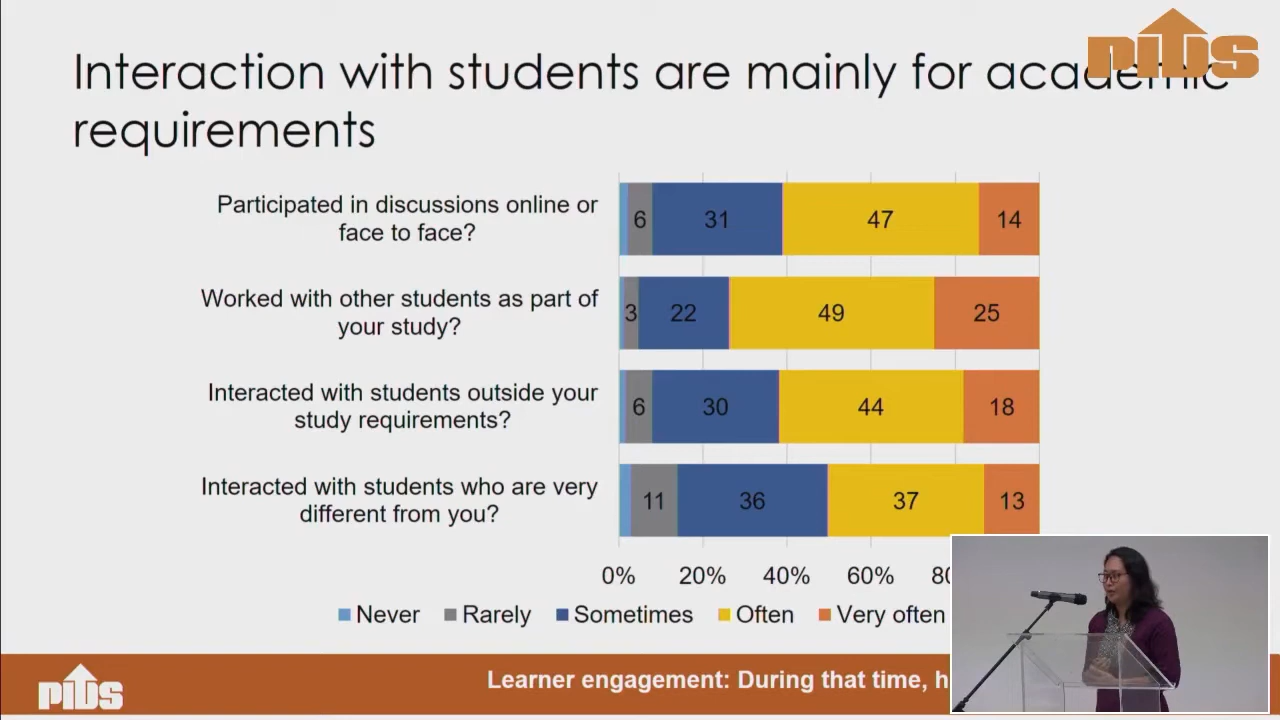 Interaction with students are mainly for academic
requirements
PIDS
Participated in discussions online or
face to face?
6 31 47 14
Worked with other students as part of
your study?
3 22 49 25
Interacted with students outside your
study requirements?
6 30 44 18
Interacted with students who are very
different from you?
11 36 37 13
0% 20% 40% 60% 80
Never Rarely Sometimes Often Very often
PIDS
Learner engagement: During that time, h